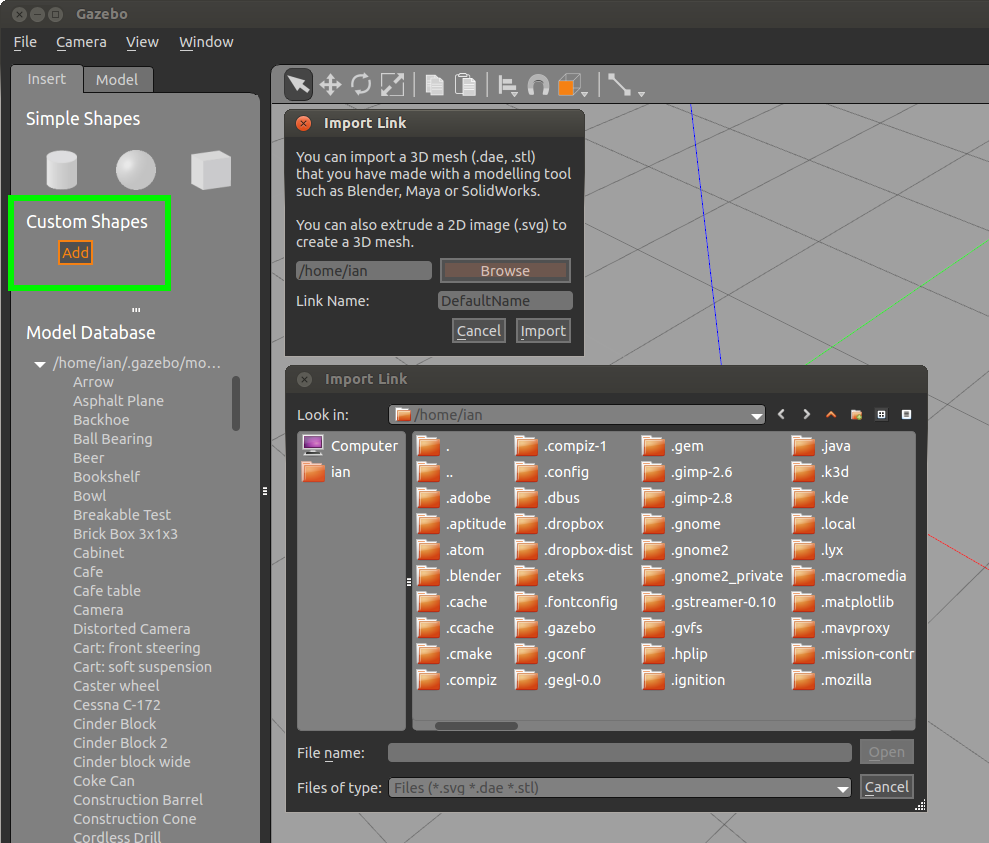 Gazebo
File Camera View Window
Insert Model
Simple Shapes
Custom Shapes
Add
Model Database
/home/ian/.gazebo/mo...
Arrow
Asphalt Plane
Backhoe
Ball Bearing
Beer
Bookshelf
Bowl
Breakable Test
Brick Box 3x1x3
Cabinet
Cafe
Cafe table
Camera
Distorted Camera
Cart: front steering
Cart: soft suspension
Caster wheel
Cessna C-172
Cinder Block
Cinder Block 2
Cinder block wide
Coke Can
Construction Barrel
Construction Cone
Cordless Drill
Import Link
You can import a 3D mesh (.dae, .stl)
that you have made with a modelling tool
such as Blender, Maya or SolidWorks.
You can also extrude a 2D image (.svg) to
create a 3D mesh.
/home/ian Browse
Link Name: DefaultName
Cancel Import
Import Link
Look in: /home/ian
Computer
ian
. .compiz-1 .gem .java
.. .config .gimp-2.6 .k3d
.adobe .dbus .gimp-2.8 .kde
.aptitude .dropbox .gnome .local
.atom .dropbox-dist .gnome2 .lyx
.blender .eteks .gnome2_private .macromedia
.cache .fontconfig .gstreamer-0.10 .matplotlib
.ccache .gazebo .gvfs .mavproxy
.cmake .gconf .hplip .mission-contr
.compiz .gegl-0.0 .ignition .mozilla
File name: Open
Files of type: Files (*.svg *.dae *.stl) Cancel